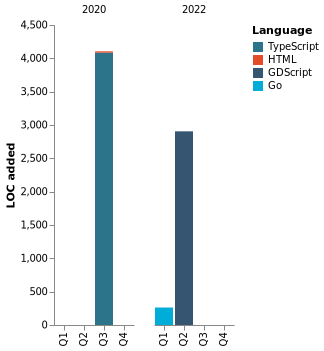 2020 2022
Language
TypeScript
HTML
GDScript
Go
LOC added
4,500
4,000
3,500
3,000
2,500
2,000
1,500
1,000
500
0
Q1 Q2 Q3 Q4 Q1 Q2 Q3 Q4